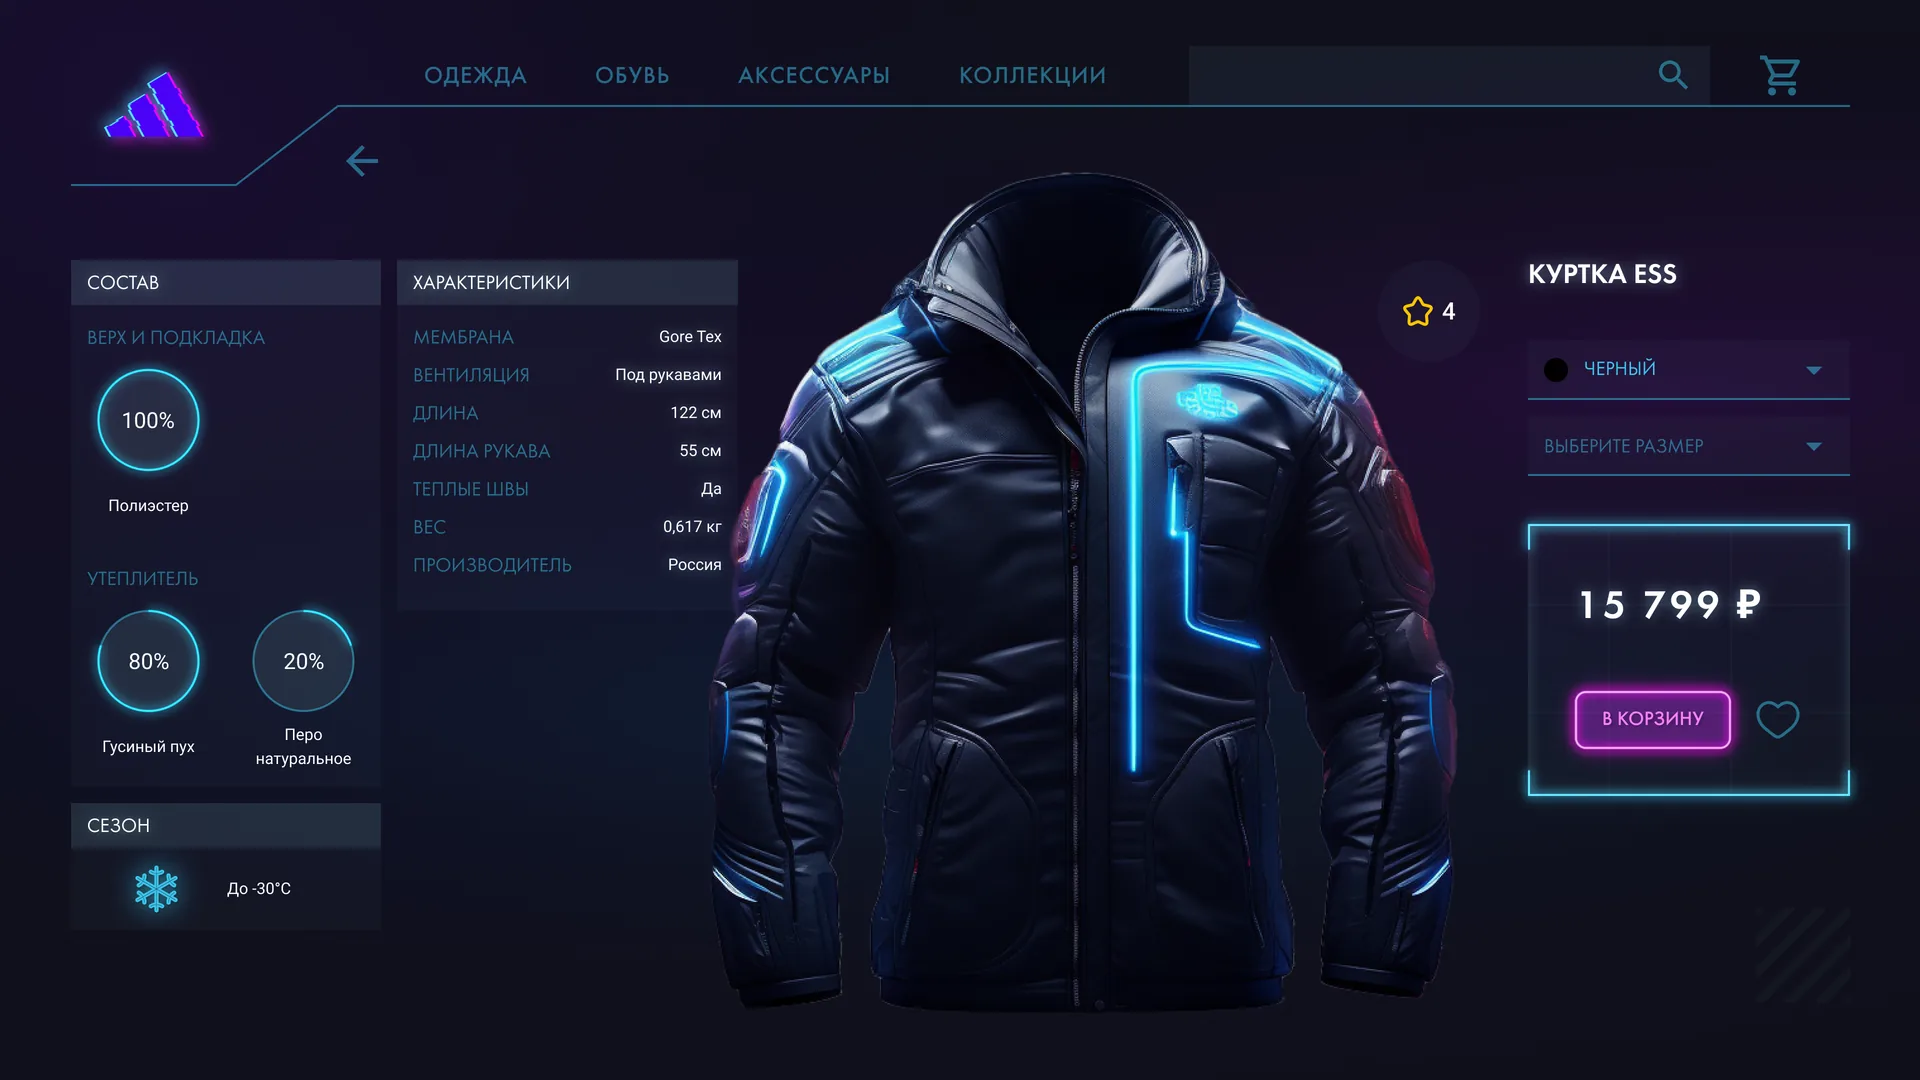 ОДЕЖДА
ОБУВЬ
АКСЕССУАРЫ
КОЛЛЕКЦИИ
СОСТАВ
ВЕРХ И ПОДКЛАДКА
100%
Полиэстер
УТЕПЛИТЕЛЬ
80%
20%
Гусиный пух
Перо
натуральное
СЕЗОН
До -30°C
ХАРАКТЕРИСТИКИ
МЕМБРАНА Gore Tex
ВЕНТИЛЯЦИЯ Под рукавами
ДЛИНА 122 см
ДЛИНА РУКАВА 55 см
ТЕПЛЫЕ ШВЫ Да
ВЕС 0,617 кг
ПРОИЗВОДИТЕЛЬ Россия
4
КУРТКА ESS
ЧЕРНЫЙ
ВЫБЕРИТЕ РАЗМЕР
15 799 ₽
В КОРЗИНУ